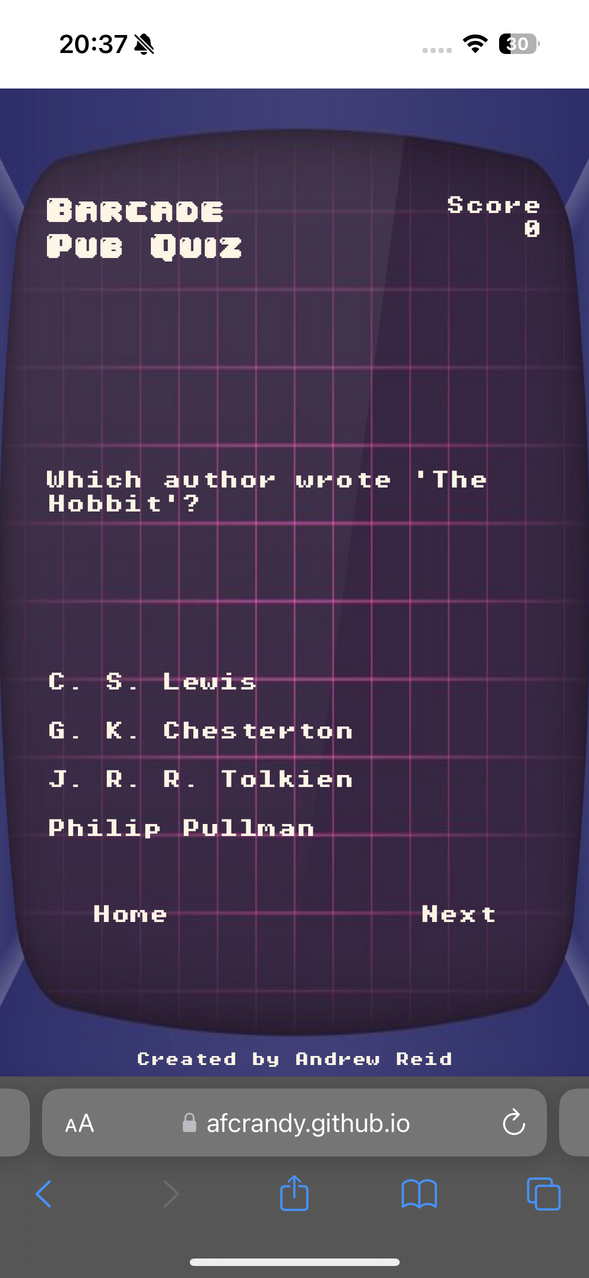 20:37
30
Barcade
Pub Quiz
Score
0
Which author wrote 'The
Hobbit'?
C. S. Lewis
G. K. Chesterton
J. R. R. Tolkien
Philip Pullman
Home
Next
Created by Andrew Reid
AA
afcrandy.github.io